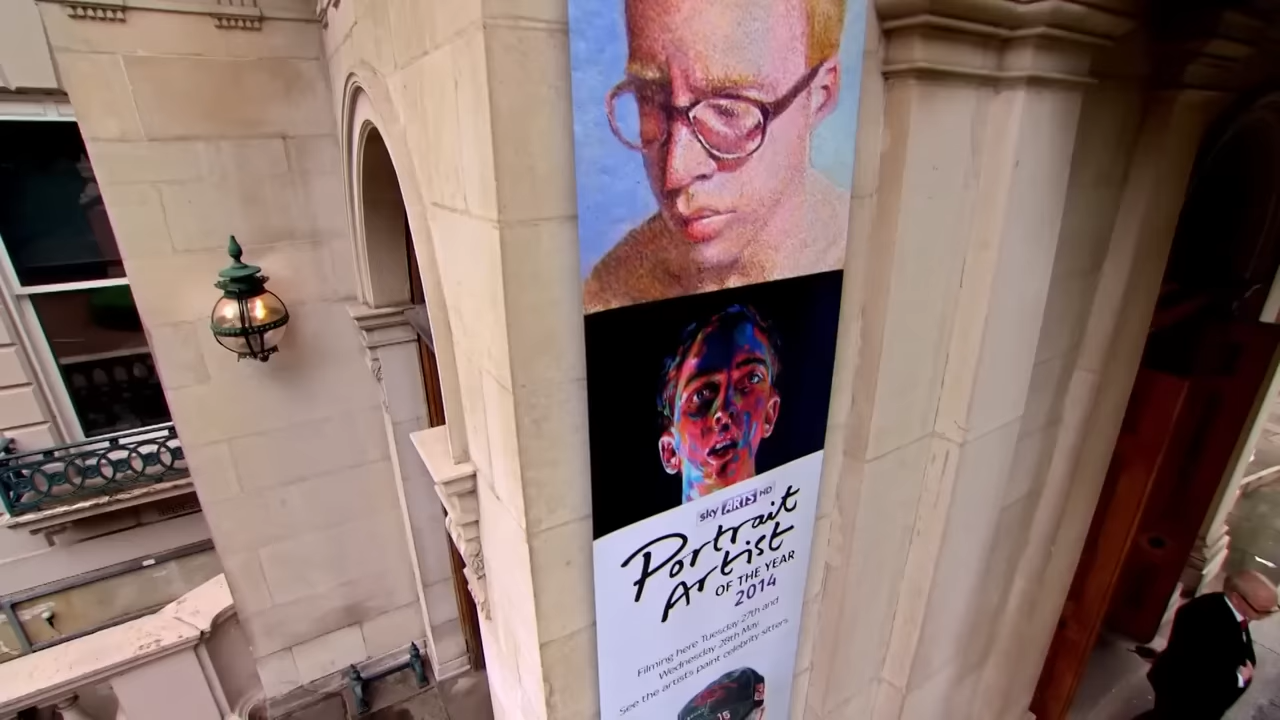 sky ARTS HD
Portrait
Artist
OF THE YEAR
2014
Filming here Tuesday 27th and
Wednesday 28th May.
See the artists paint celebrity sitters
15